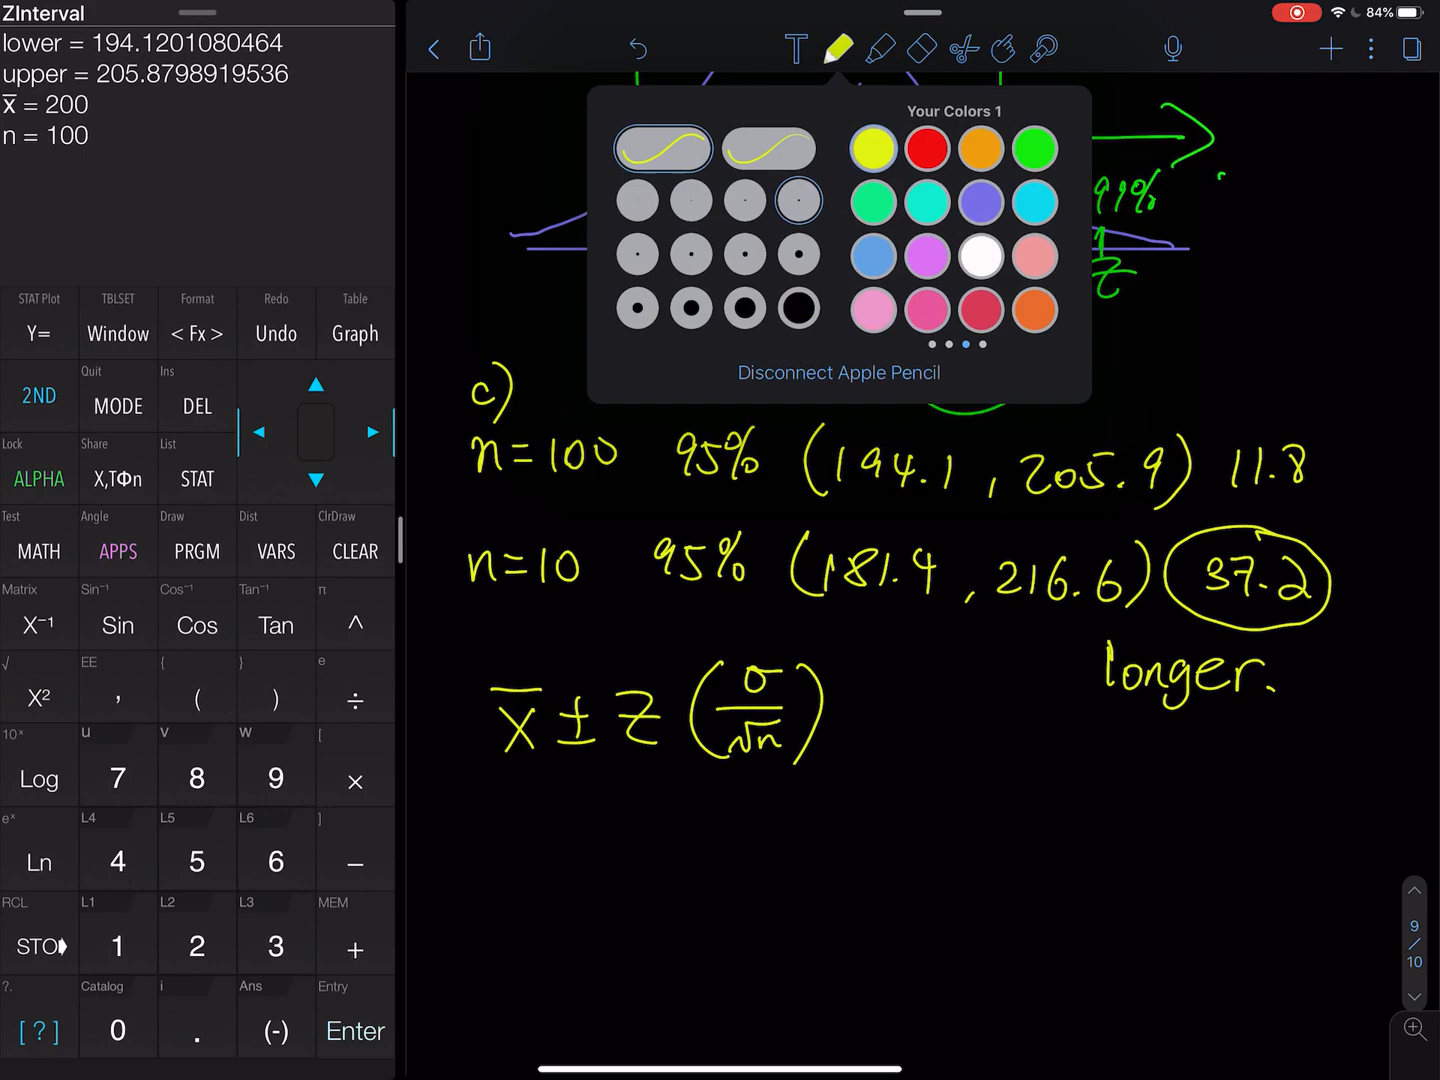 ZInterval
lower = 194.1201080464
upper = 205.8798919536
x̅ = 200
n = 100
STAT Plot TBLSET Format Redo Table
Y= Window < Fx > Undo Graph
Quit Ins
2ND MODE DEL
Lock Share List
ALPHA X,TΦn STAT
Test Angle Draw Dist ClrDraw
MATH APPS PRGM VARS CLEAR
Matrix Sin⁻¹ Cos⁻¹ Tan⁻¹ π
X⁻¹ Sin Cos Tan ^
√ EE { } e
X² , ( ) ÷
10ˣ u v w [
Log 7 8 9 ×
eˣ L4 L5 L6 ]
Ln 4 5 6 −
RCL L1 L2 L3 MEM
STO 1 2 3 +
?. Catalog i Ans Entry
[ ? ] 0 . (-) Enter
84%
T
Your Colors 1
Disconnect Apple Pencil
99%
Z
c)
n=100 95% (194.1 , 205.9) 11.8
n=10 95% (181.4 , 216.6) 37.2
longer.
x̅ ± Z (σ/√n)
9
/
10